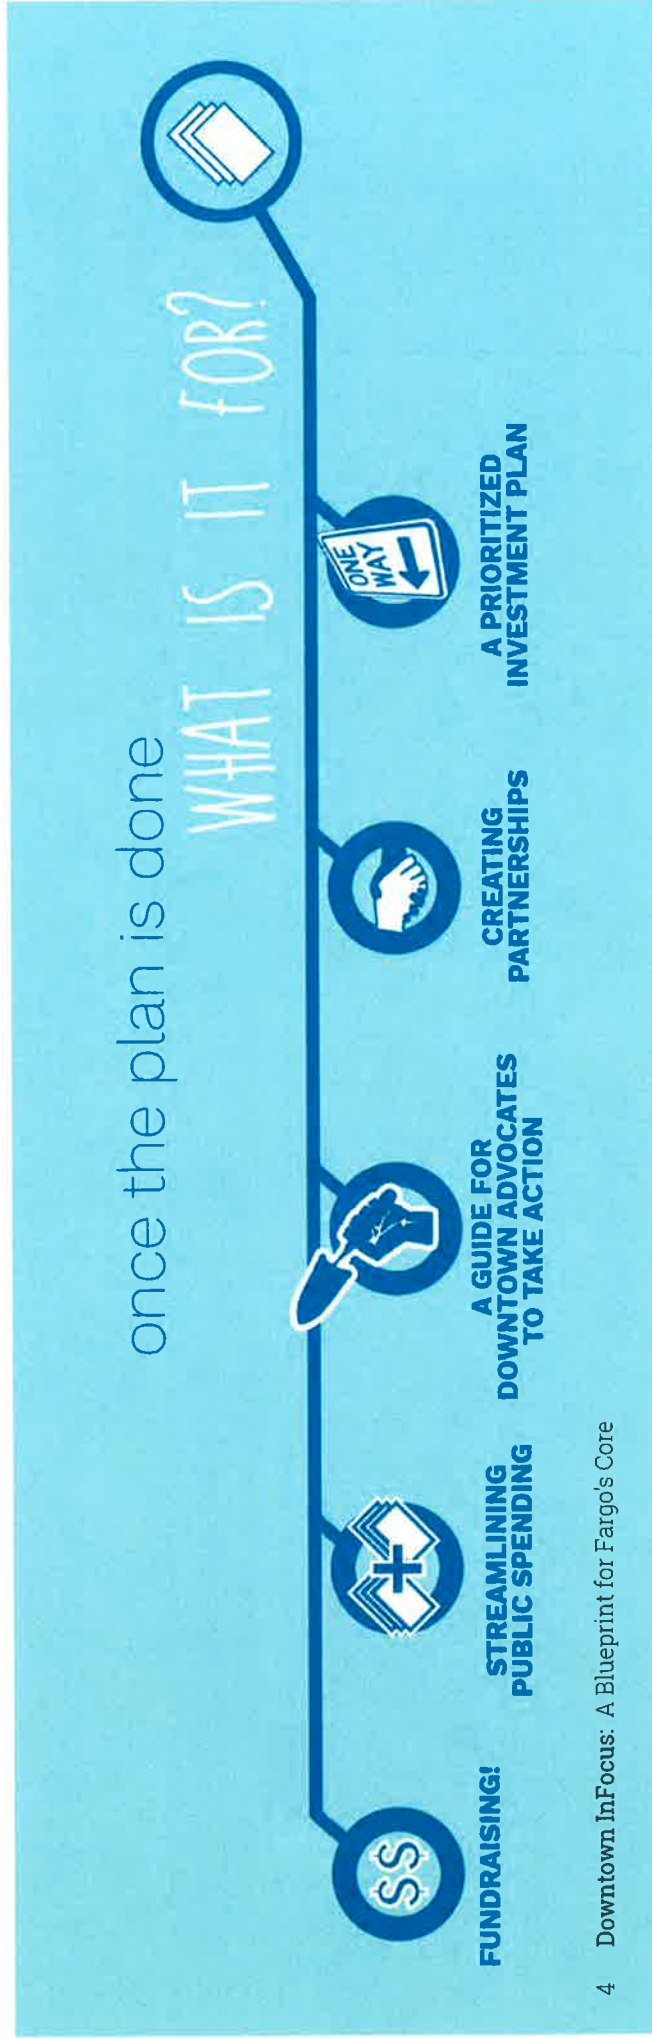 once the plan is done
WHAT IS IT FOR?
$$
FUNDRAISING!
STREAMLINING
PUBLIC SPENDING
A GUIDE FOR
DOWNTOWN ADVOCATES
TO TAKE ACTION
CREATING
PARTNERSHIPS
ONE
WAY
A PRIORITIZED
INVESTMENT PLAN
4 Downtown InFocus: A Blueprint for Fargo's Core